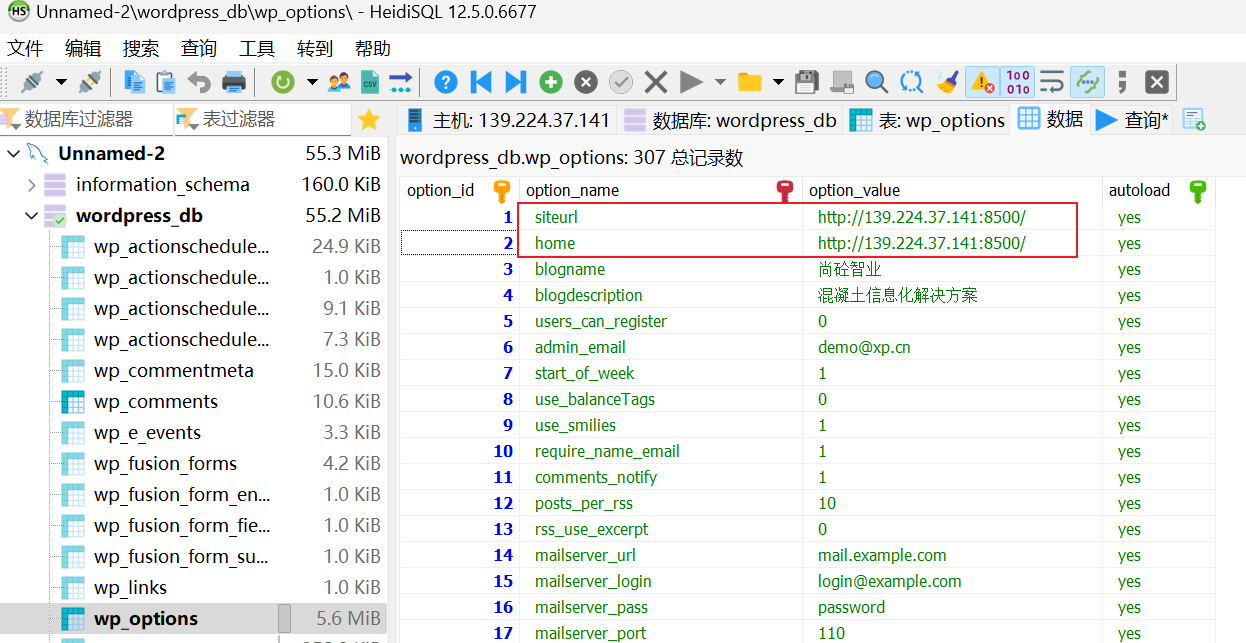 Unnamed-2\wordpress_db\wp_options\ - HeidiSQL 12.5.0.6677
文件 编辑 搜索 查询 工具 转到 帮助
数据库过滤器 表过滤器 主机: 139.224.37.141 数据库: wordpress_db 表: wp_options 数据 查询*
Unnamed-2 55.3 MiB
information_schema 160.0 KiB
wordpress_db 55.2 MiB
wp_actionschedule... 24.9 KiB
wp_actionschedule... 1.0 KiB
wp_actionschedule... 9.1 KiB
wp_actionschedule... 7.3 KiB
wp_commentmeta 15.0 KiB
wp_comments 10.6 KiB
wp_e_events 3.3 KiB
wp_fusion_forms 4.2 KiB
wp_fusion_form_en... 1.0 KiB
wp_fusion_form_fie... 1.0 KiB
wp_fusion_form_su... 1.0 KiB
wp_links 1.0 KiB
wp_options 5.6 MiB
wordpress_db.wp_options: 307 总记录数
option_id option_name option_value autoload
1 siteurl http://139.224.37.141:8500/ yes
2 home http://139.224.37.141:8500/ yes
3 blogname 尚砼智业 yes
4 blogdescription 混凝土信息化解决方案 yes
5 users_can_register 0 yes
6 admin_email demo@xp.cn yes
7 start_of_week 1 yes
8 use_balanceTags 0 yes
9 use_smilies 1 yes
10 require_name_email 1 yes
11 comments_notify 1 yes
12 posts_per_rss 10 yes
13 rss_use_excerpt 0 yes
14 mailserver_url mail.example.com yes
15 mailserver_login login@example.com yes
16 mailserver_pass password yes
17 mailserver_port 110 yes